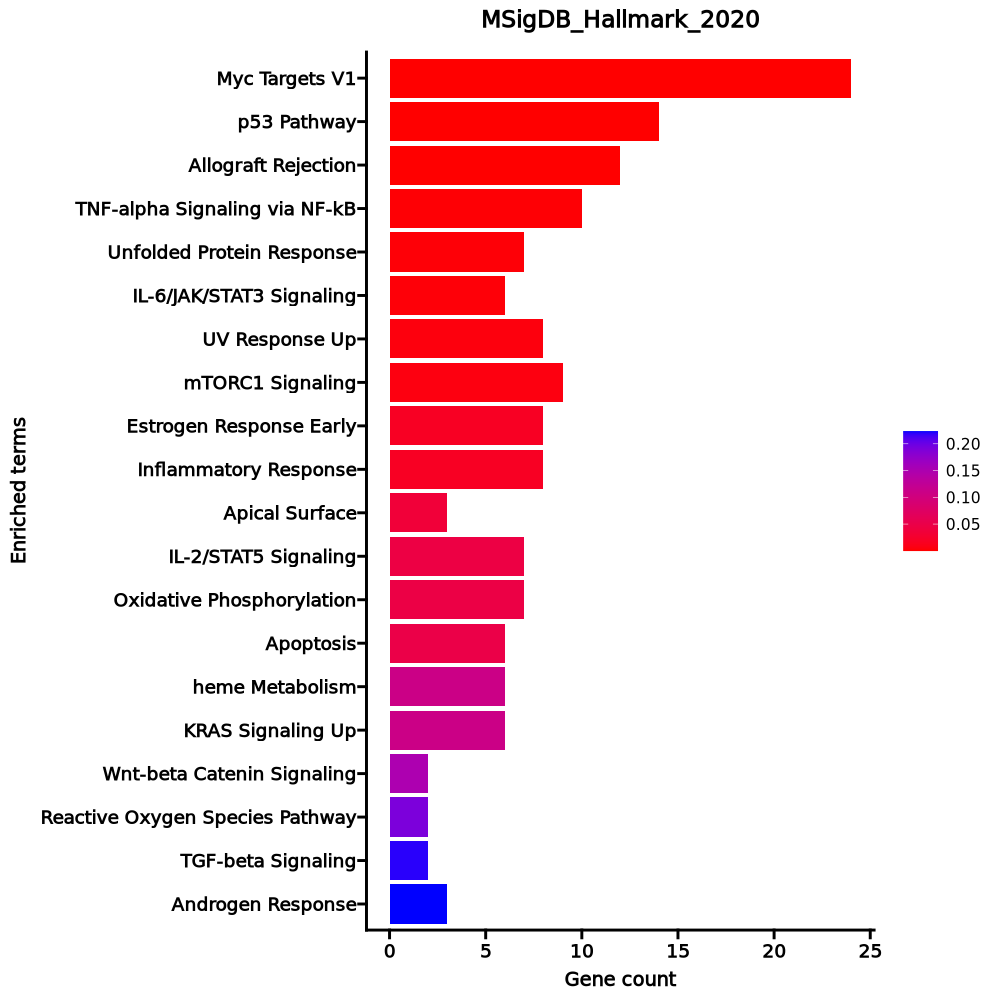 MSigDB_Hallmark_2020
Myc Targets V1
p53 Pathway
Allograft Rejection
TNF-alpha Signaling via NF-kB
Unfolded Protein Response
IL-6/JAK/STAT3 Signaling
UV Response Up
mTORC1 Signaling
Estrogen Response Early
Inflammatory Response
Apical Surface
IL-2/STAT5 Signaling
Oxidative Phosphorylation
Apoptosis
heme Metabolism
KRAS Signaling Up
Wnt-beta Catenin Signaling
Reactive Oxygen Species Pathway
TGF-beta Signaling
Androgen Response
Enriched terms
0 5 10 15 20 25
Gene count
0.20
0.15
0.10
0.05